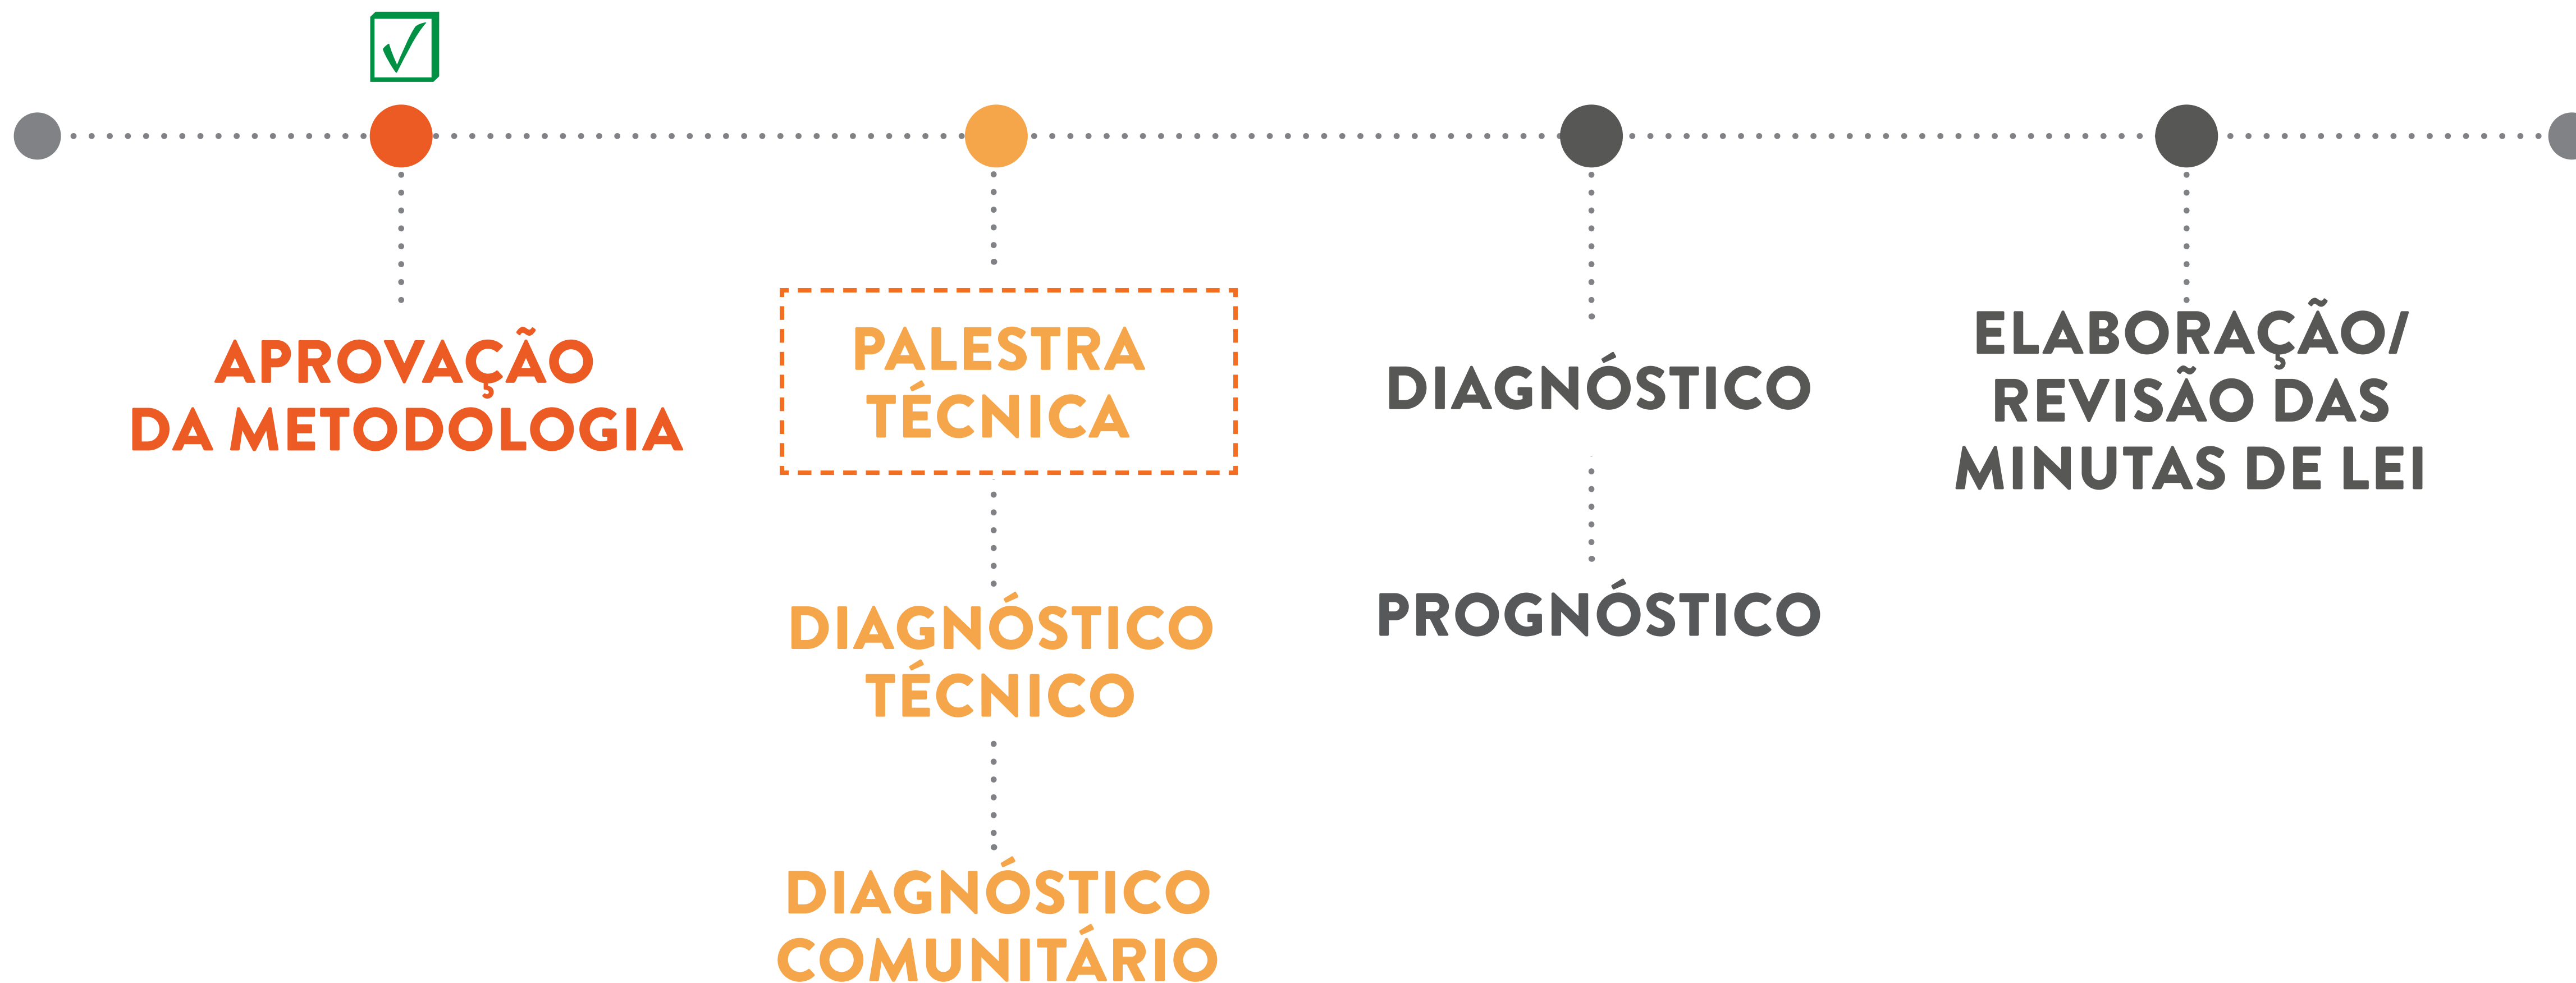 APROVAÇÃO
DA METODOLOGIA
PALESTRA
TÉCNICA
DIAGNÓSTICO
TÉCNICO
DIAGNÓSTICO
COMUNITÁRIO
DIAGNÓSTICO
PROGNÓSTICO
ELABORAÇÃO/
REVISÃO DAS
MINUTAS DE LEI